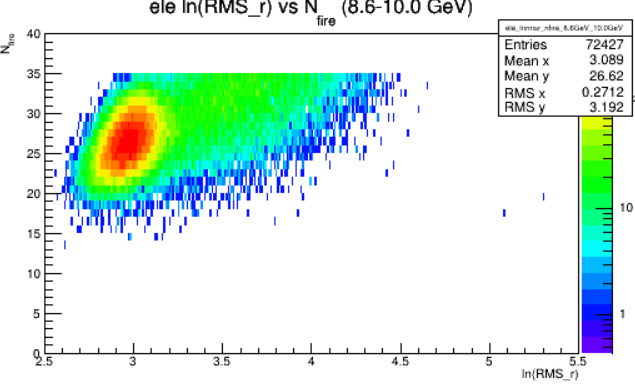 ele ln(RMS_r) vs N_fire (8.6-10.0 GeV)
ele_lnrmsr_nfire_8.6GeV_10.0GeV
Entries 72427
Mean x 3.089
Mean y 26.62
RMS x 0.2712
RMS y 3.192
N_fire
40
35
30
25
20
15
10
5
0
10
1
2.5 3 3.5 4 4.5 5 5.5
ln(RMS_r)